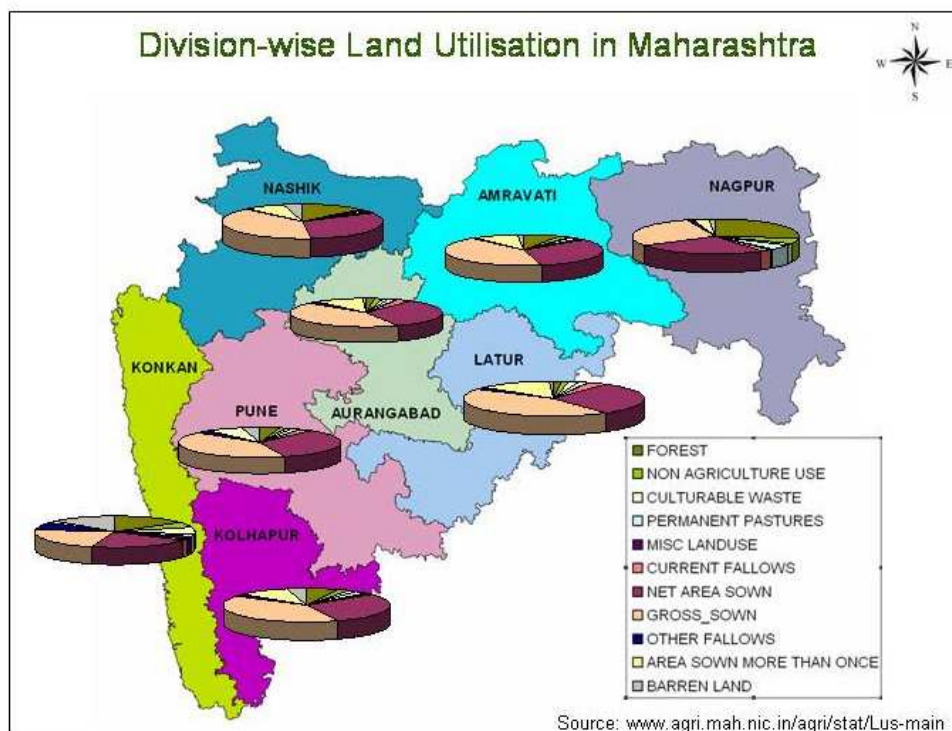 Division-wise Land Utilisation in Maharashtra
N
W E
S
NASHIK
AMRAVATI
NAGPUR
KONKAN
LATUR
PUNE
AURANGABAD
KOLHAPUR
FOREST
NON AGRICULTURE USE
CULTURABLE WASTE
PERMANENT PASTURES
MISC LANDUSE
CURRENT FALLOWS
NET AREA SOWN
GROSS_SOWN
OTHER FALLOWS
AREA SOWN MORE THAN ONCE
BARREN LAND
Source: www.agri.mah.nic.in/agri/stat/Lus-main